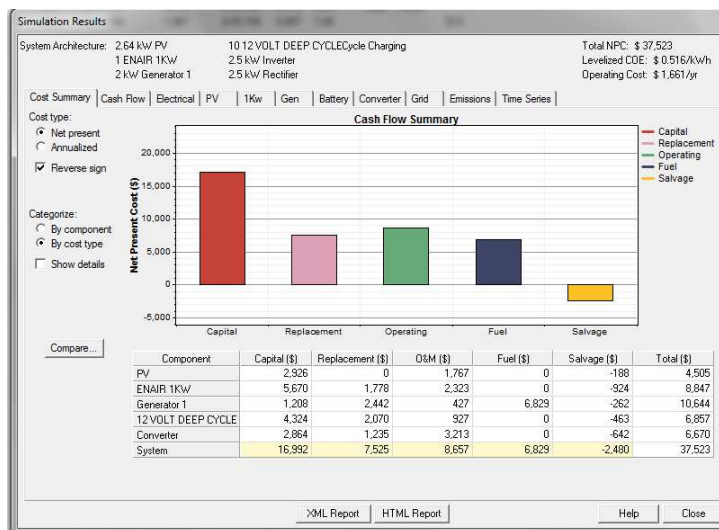 Simulation Results
System Architecture: 2.64 kW PV 10 12 VOLT DEEP CYCLECycle Charging Total NPC: $ 37,523
1 ENAIR 1KW 2.5 kW Inverter Levelized COE: $ 0.516/kWh
2 kW Generator 1 2.5 kW Rectifier Operating Cost: $ 1,661/yr
Cost Summary Cash Flow Electrical PV 1Kw Gen Battery Converter Grid Emissions Time Series
Cost type:
Net present
Annualized
Reverse sign
Categorize:
By component
By cost type
Show details
Compare...
Cash Flow Summary
Net Present Cost ($)
20,000
15,000
10,000
5,000
0
-5,000
Capital Replacement Operating Fuel Salvage
Capital
Replacement
Operating
Fuel
Salvage
Component Capital ($) Replacement ($) O&M ($) Fuel ($) Salvage ($) Total ($)
PV 2,926 0 1,767 0 -188 4,505
ENAIR 1KW 5,670 1,778 2,323 0 -924 8,847
Generator 1 1,208 2,442 427 6,829 -262 10,644
12 VOLT DEEP CYCLE 4,324 2,070 927 0 -463 6,857
Converter 2,864 1,235 3,213 0 -642 6,670
System 16,992 7,525 8,657 6,829 -2,480 37,523
XML Report HTML Report Help Close